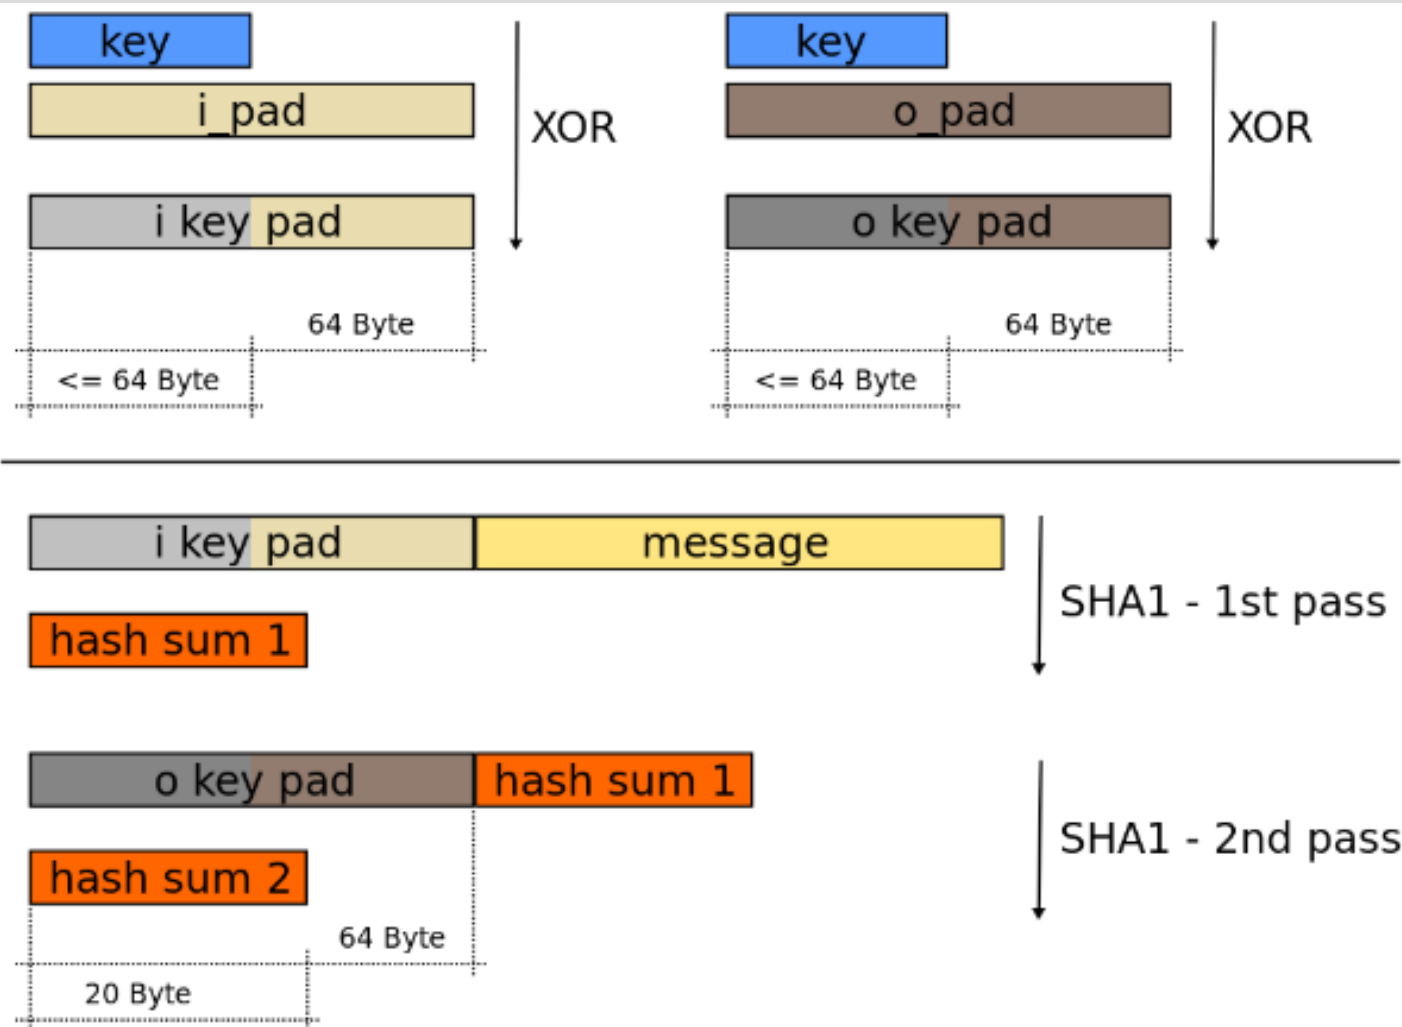 key
i_pad
XOR
i key pad
64 Byte
<= 64 Byte
key
o_pad
XOR
o key pad
64 Byte
<= 64 Byte
i key pad message
SHA1 - 1st pass
hash sum 1
o key pad hash sum 1
SHA1 - 2nd pass
hash sum 2
64 Byte
20 Byte